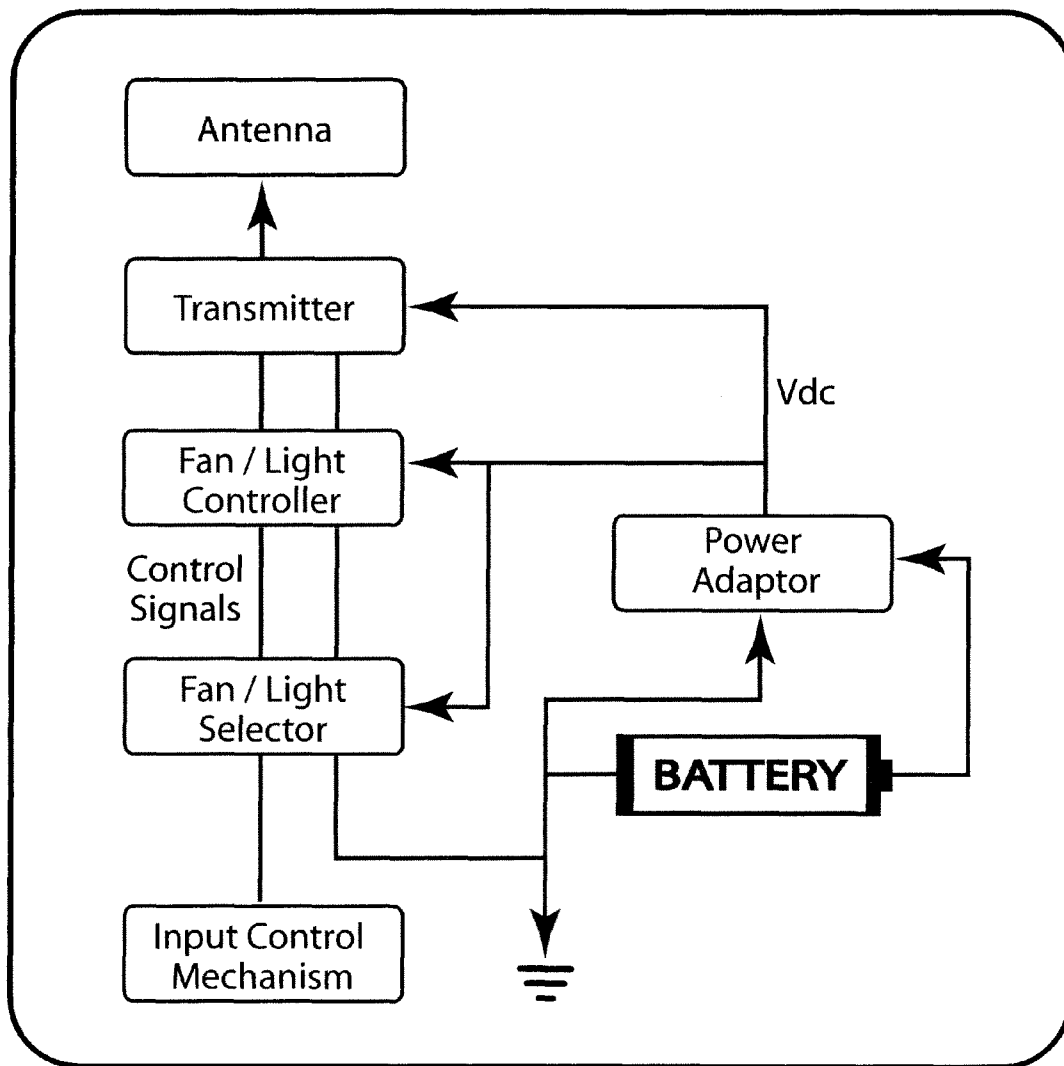 Antenna
Transmitter
Vdc
Fan / Light
Controller
Power
Adaptor
Control
Signals
Fan / Light
Selector
BATTERY
Input Control
Mechanism